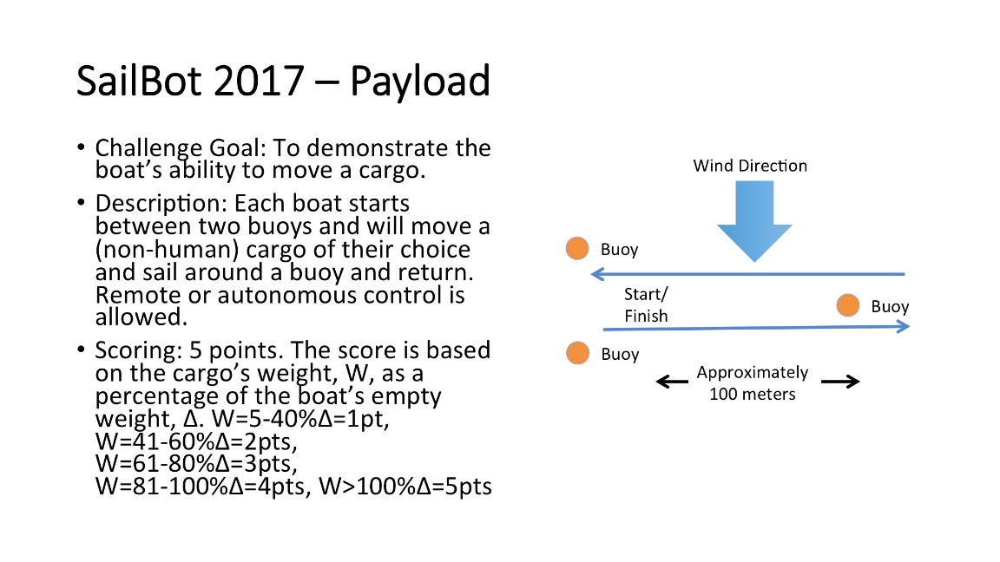 SailBot 2017 – Payload
• Challenge Goal: To demonstrate the
boat’s ability to move a cargo.
• Description: Each boat starts
between two buoys and will move a
(non-human) cargo of their choice
and sail around a buoy and return.
Remote or autonomous control is
allowed.
• Scoring: 5 points. The score is based
on the cargo’s weight, W, as a
percentage of the boat’s empty
weight, Δ. W=5-40%Δ=1pt,
W=41-60%Δ=2pts,
W=61-80%Δ=3pts,
W=81-100%Δ=4pts, W>100%Δ=5pts
Wind Direction
Buoy
Start/
Finish
Buoy
Buoy
Approximately
100 meters